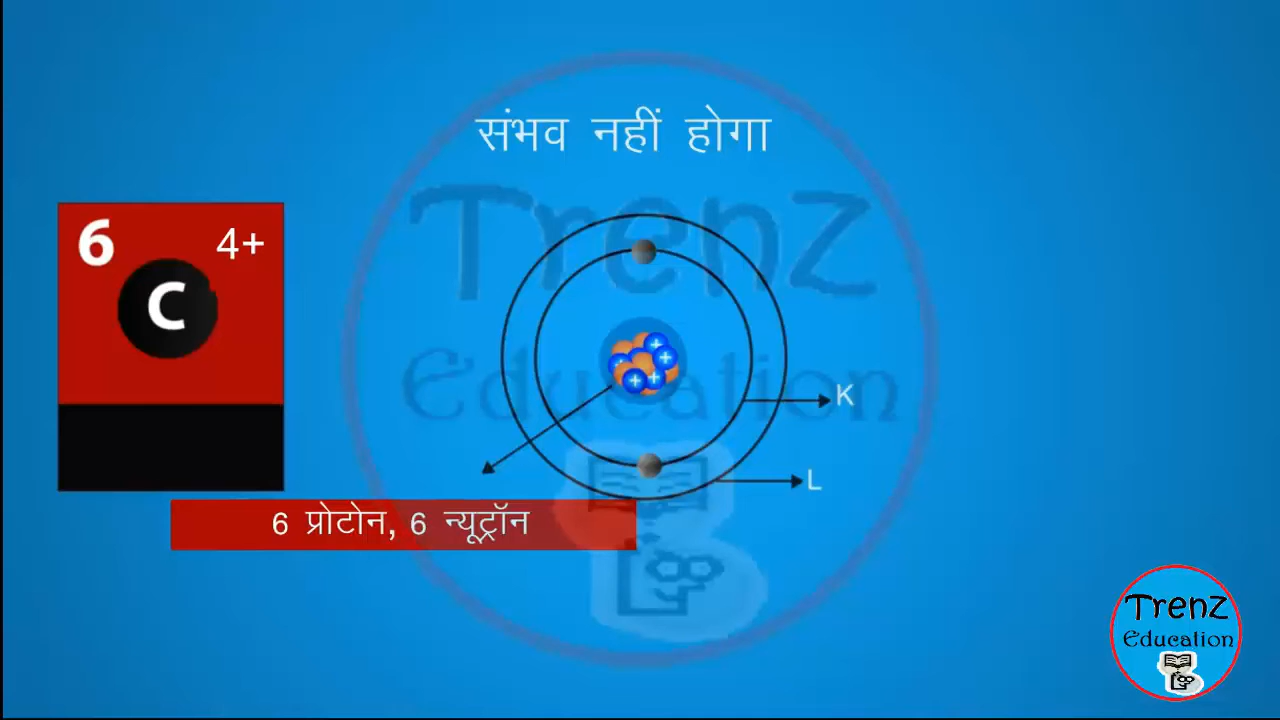 संभव नहीं होगा
6 4+
C
K
L
6 प्रोटोन, 6 न्यूट्रॉन
Trenz
Education
Trenz
Education